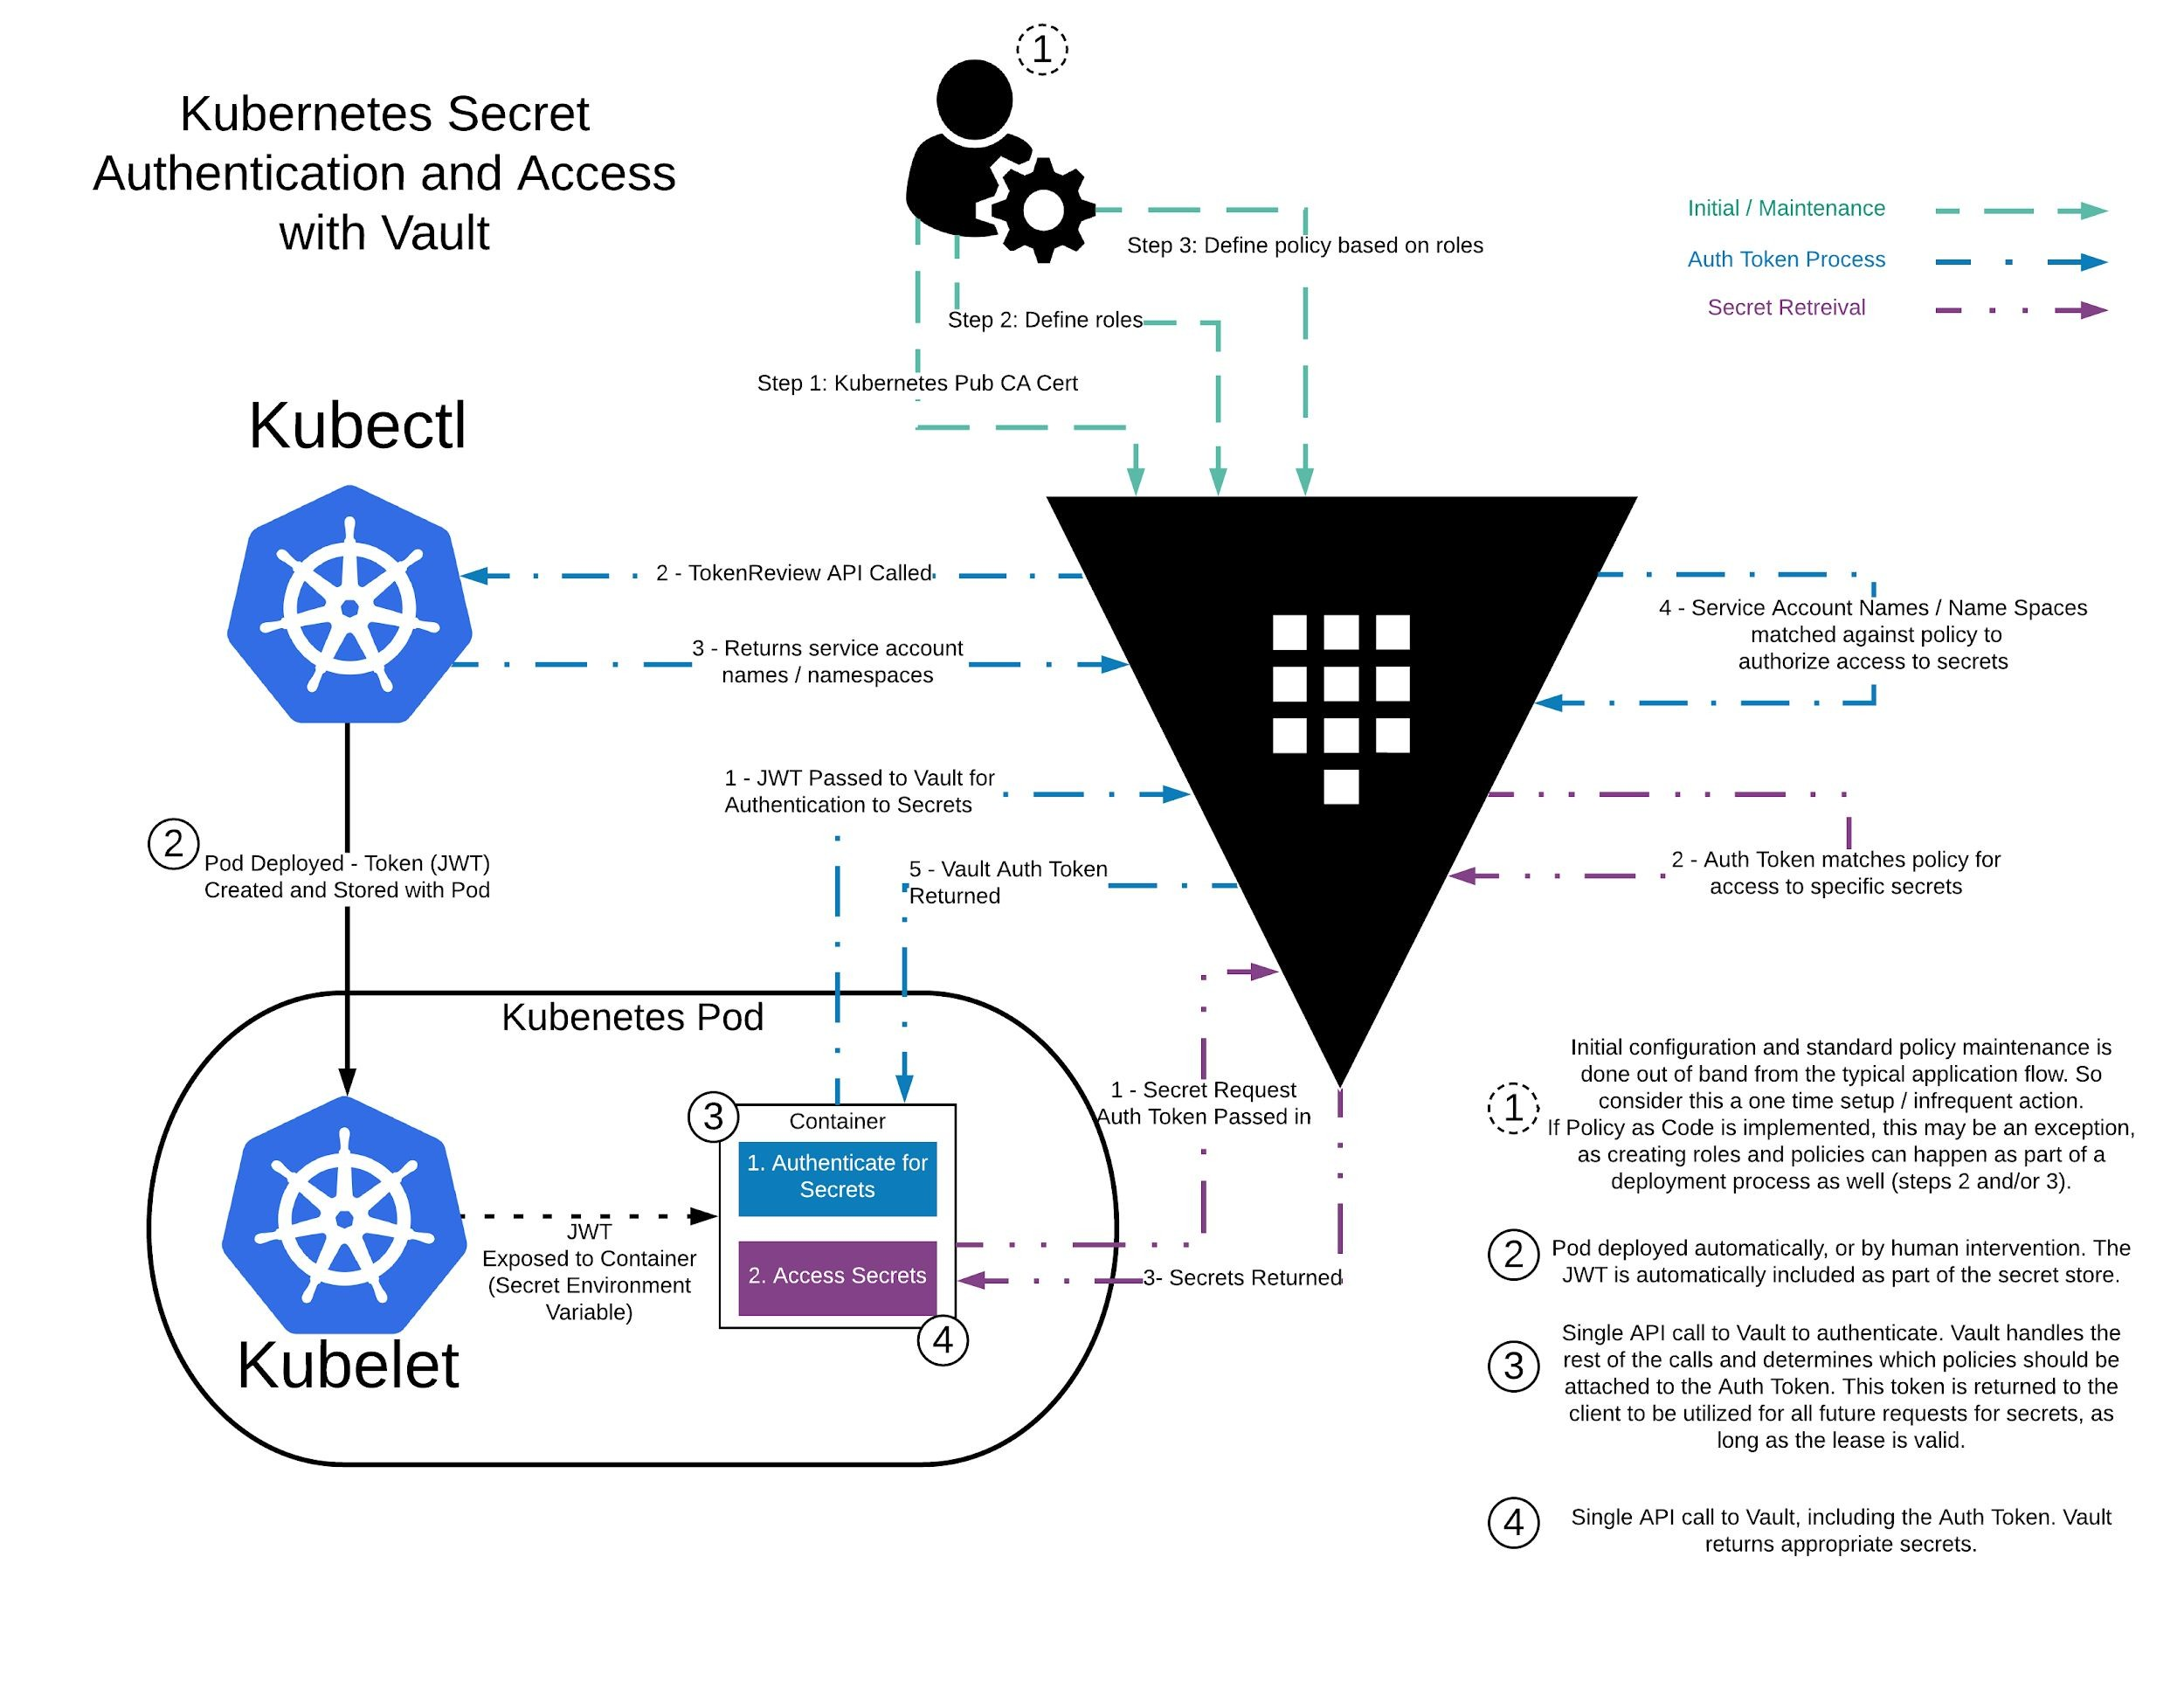 Kubernetes Secret
Authentication and Access
with Vault
1
Step 3: Define policy based on roles
Step 2: Define roles
Step 1: Kubernetes Pub CA Cert
Initial / Maintenance
Auth Token Process
Secret Retreival
Kubectl
2 - TokenReview API Called
3 - Returns service account
names / namespaces
4 - Service Account Names / Name Spaces
matched against policy to
authorize access to secrets
1 - JWT Passed to Vault for
Authentication to Secrets
2
Pod Deployed - Token (JWT)
Created and Stored with Pod
5 - Vault Auth Token
Returned
2 - Auth Token matches policy for
access to specific secrets
Kubenetes Pod
3
Container
1. Authenticate for
Secrets
2. Access Secrets
4
JWT
Exposed to Container
(Secret Environment
Variable)
Kubelet
1 - Secret Request
Auth Token Passed in
3- Secrets Returned
1
Initial configuration and standard policy maintenance is
done out of band from the typical application flow. So
consider this a one time setup / infrequent action.
If Policy as Code is implemented, this may be an exception,
as creating roles and policies can happen as part of a
deployment process as well (steps 2 and/or 3).
2
Pod deployed automatically, or by human intervention. The
JWT is automatically included as part of the secret store.
3
Single API call to Vault to authenticate. Vault handles the
rest of the calls and determines which policies should be
attached to the Auth Token. This token is returned to the
client to be utilized for all future requests for secrets, as
long as the lease is valid.
4
Single API call to Vault, including the Auth Token. Vault
returns appropriate secrets.